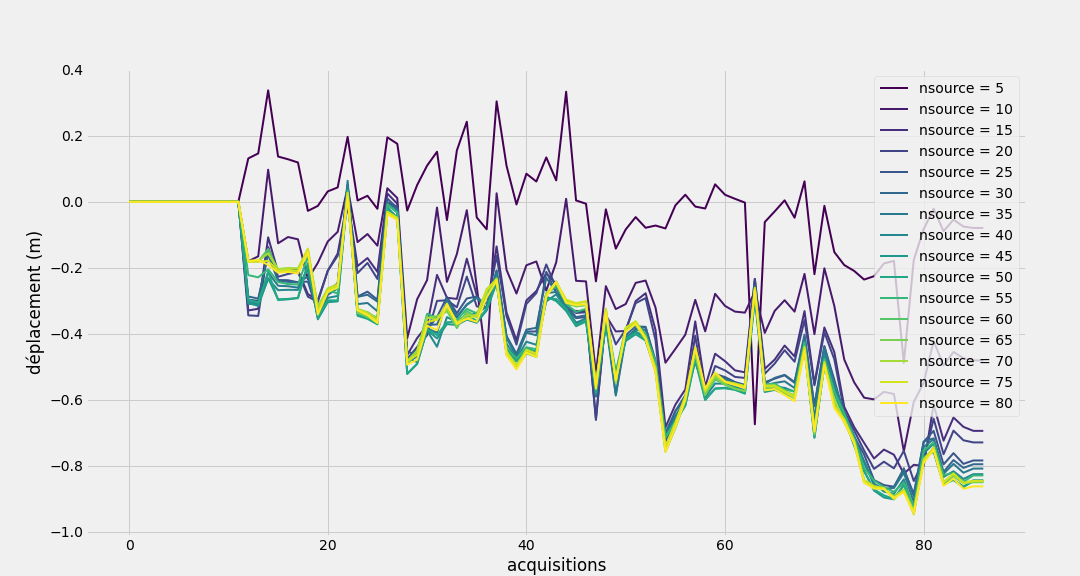 0.4
0.2
0.0
−0.2
−0.4
−0.6
−0.8
−1.0
déplacement (m)
0 20 40 60 80
acquisitions
nsource = 5
nsource = 10
nsource = 15
nsource = 20
nsource = 25
nsource = 30
nsource = 35
nsource = 40
nsource = 45
nsource = 50
nsource = 55
nsource = 60
nsource = 65
nsource = 70
nsource = 75
nsource = 80